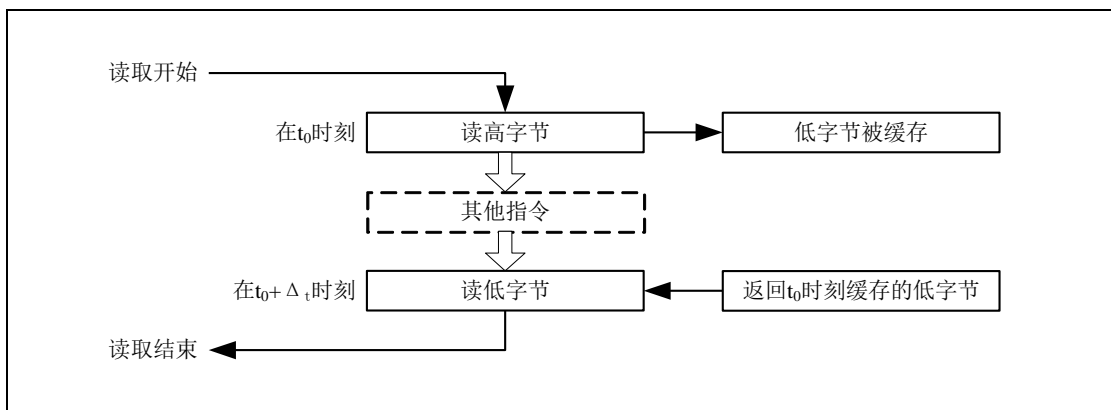 读取开始
在t₀时刻
读高字节
低字节被缓存
其他指令
在t₀+Δₜ时刻
读低字节
返回t₀时刻缓存的低字节
读取结束